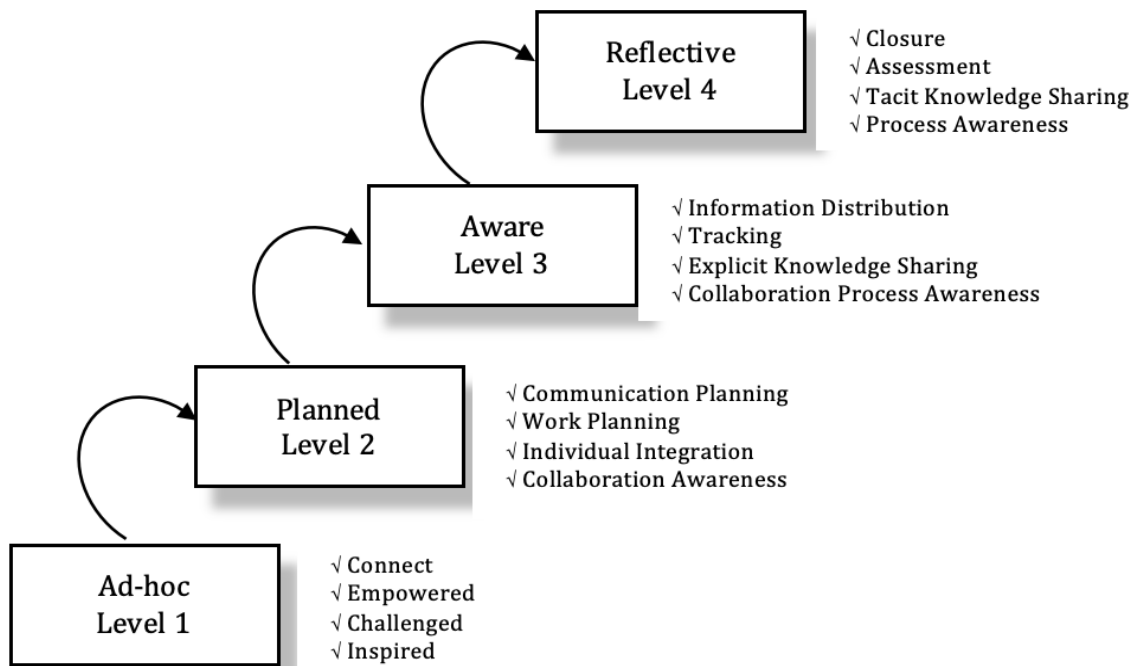 Reflective
Level 4
√ Closure
√ Assessment
√ Tacit Knowledge Sharing
√ Process Awareness
Aware
Level 3
√ Information Distribution
√ Tracking
√ Explicit Knowledge Sharing
√ Collaboration Process Awareness
Planned
Level 2
√ Communication Planning
√ Work Planning
√ Individual Integration
√ Collaboration Awareness
Ad-hoc
Level 1
√ Connect
√ Empowered
√ Challenged
√ Inspired